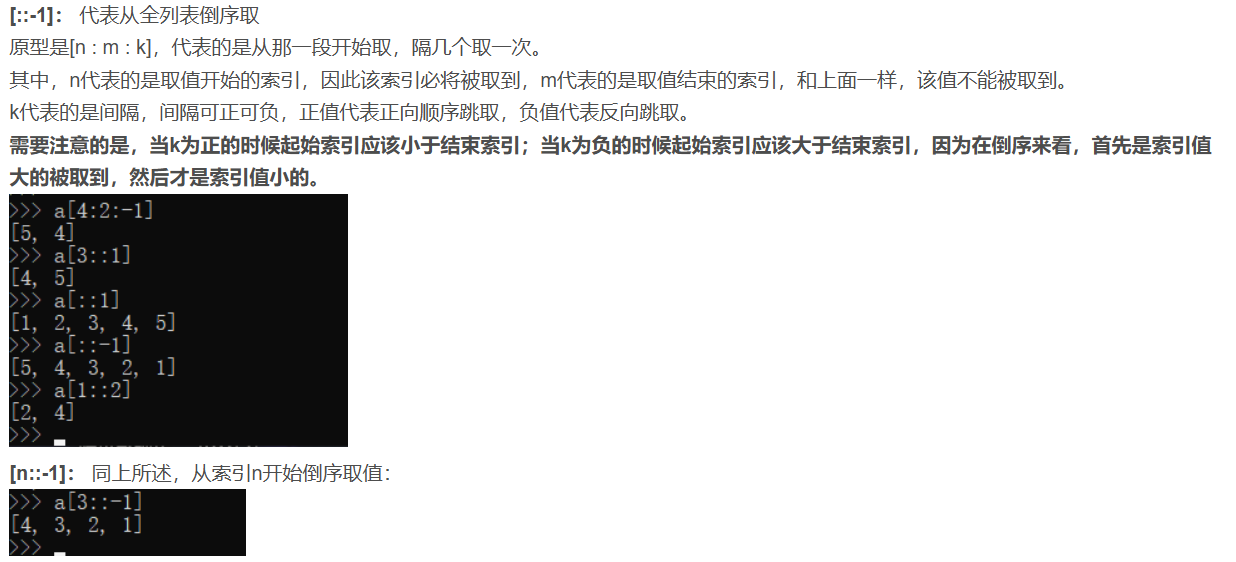 [::-1]： 代表从全列表倒序取
原型是[n : m : k]，代表的是从那一段开始取，隔几个取一次。
其中，n代表的是取值开始的索引，因此该索引必将被取到，m代表的是取值结束的索引，和上面一样，该值不能被取到。
k代表的是间隔，间隔可正可负，正值代表正向顺序跳取，负值代表反向跳取。
需要注意的是，当k为正的时候起始索引应该小于结束索引；当k为负的时候起始索引应该大于结束索引，因为在倒序来看，首先是索引值
大的被取到，然后才是索引值小的。
>>> a[4:2:-1]
[5, 4]
>>> a[3::1]
[4, 5]
>>> a[::1]
[1, 2, 3, 4, 5]
>>> a[::-1]
[5, 4, 3, 2, 1]
>>> a[1::2]
[2, 4]
>>>
[n::-1]： 同上所述，从索引n开始倒序取值：
>>> a[3::-1]
[4, 3, 2, 1]
>>>